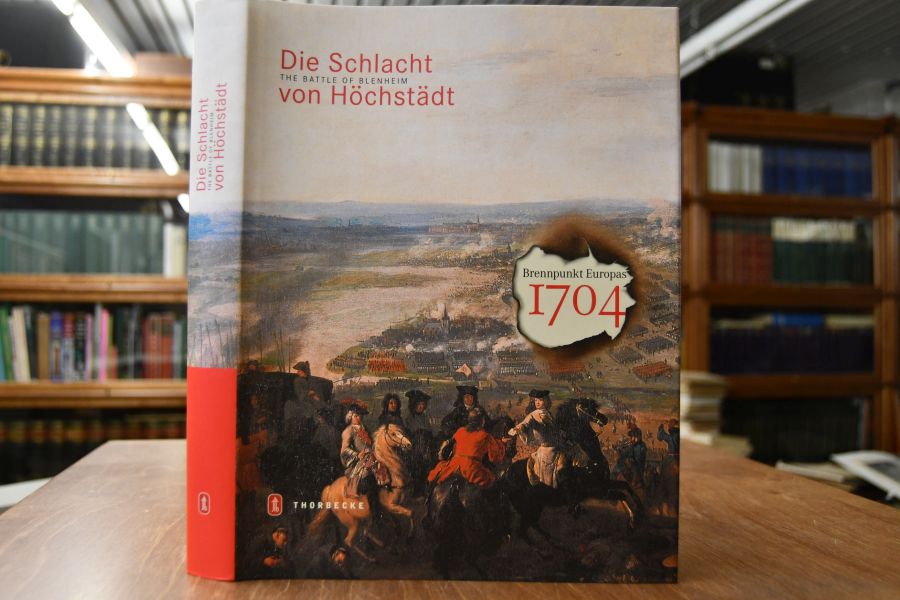 Die Schlacht
THE BATTLE OF BLENHEIM
von Höchstädt
Brennpunkt Europas
1704
THORBECKE
Die Schlacht
THE BATTLE OF BLENHEIM
von Höchstädt